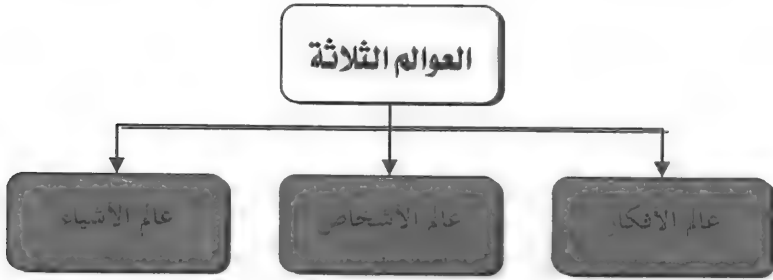 العوالم الثلاثة
عالم الأفكار
عالم الأشخاص
عالم الأشياء